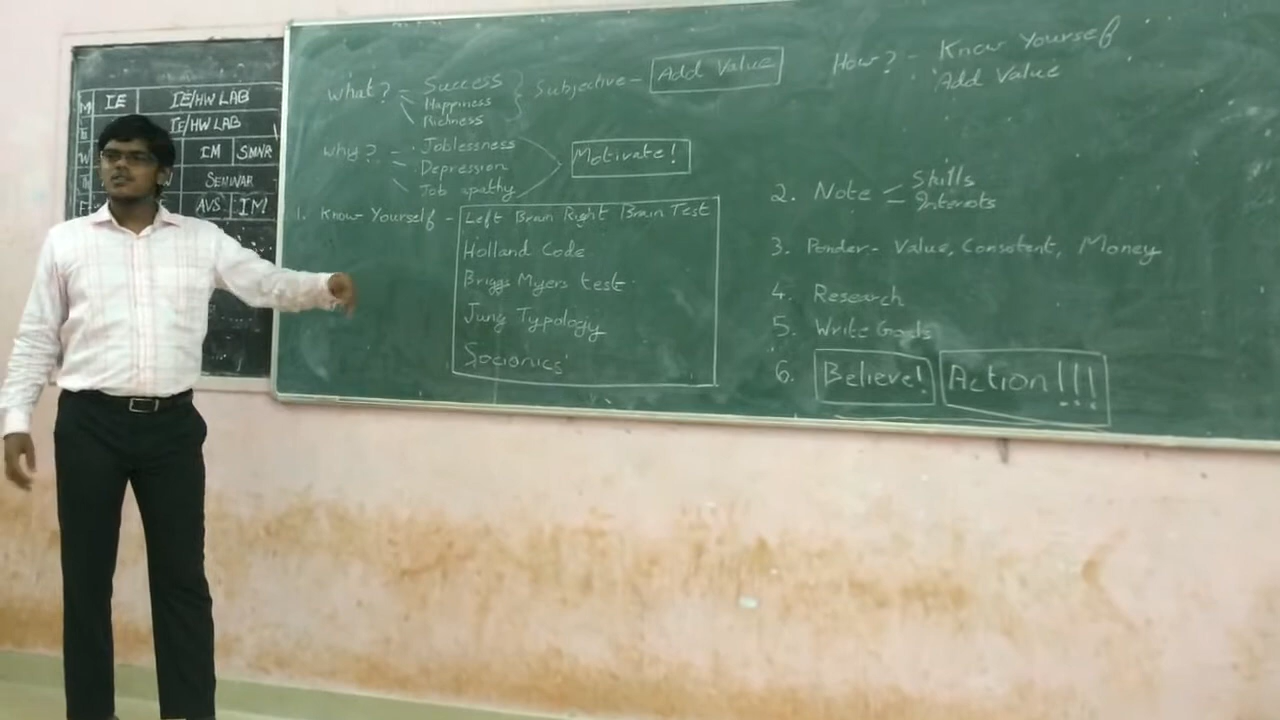 M IE IE/HW LAB
E IE/HW LAB
W IM SMNR
SEMINAR
AVS IM
What? - Success
Happiness
Richness
Subjective - Add Value
Why? - Joblessness
Depression
Job apathy
Motivate!
1. Know Yourself - Left Brain Right Brain Test
Holland Code
Briggs Myers test
Jung Typology
Socionics
How? - Know Yourself
Add Value
2. Note - Skills
Interests
3. Ponder - Value, Consistent, Money
4. Research
5. Write Goals
6. Believe! Action!!!